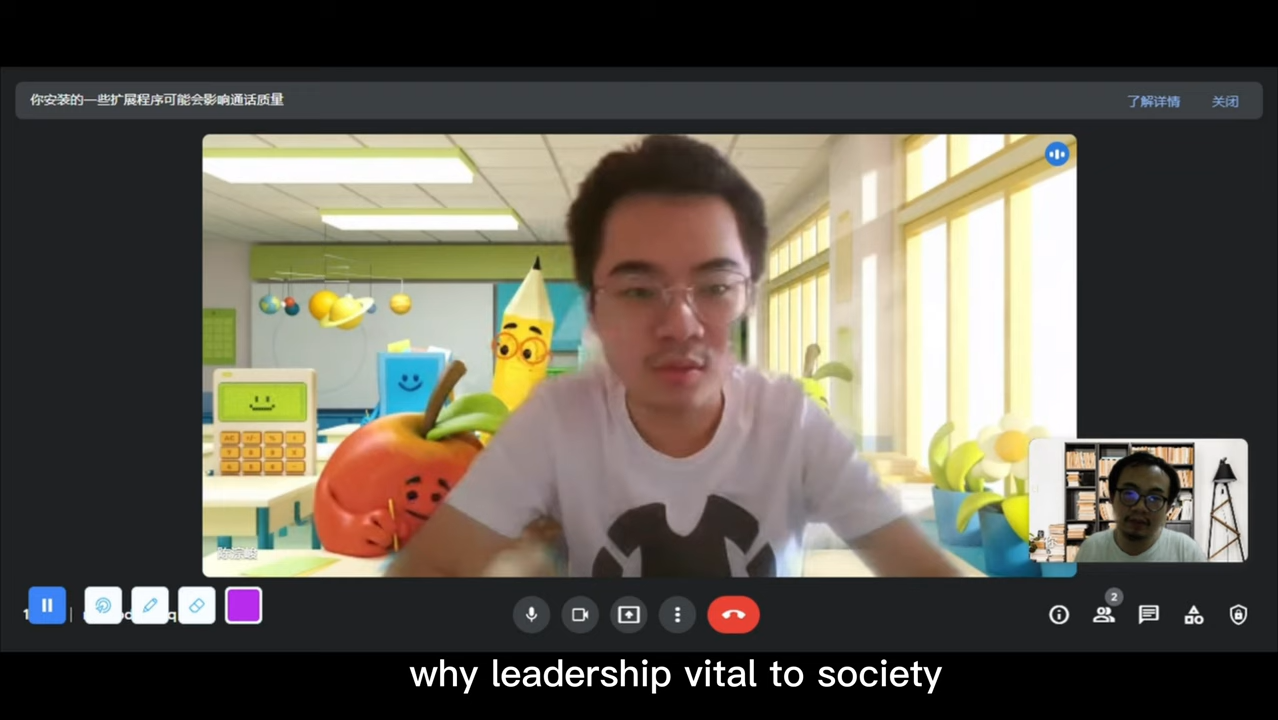 你安装的一些扩展程序可能会影响通话质量
了解详情 关闭
2
why leadership vital to society